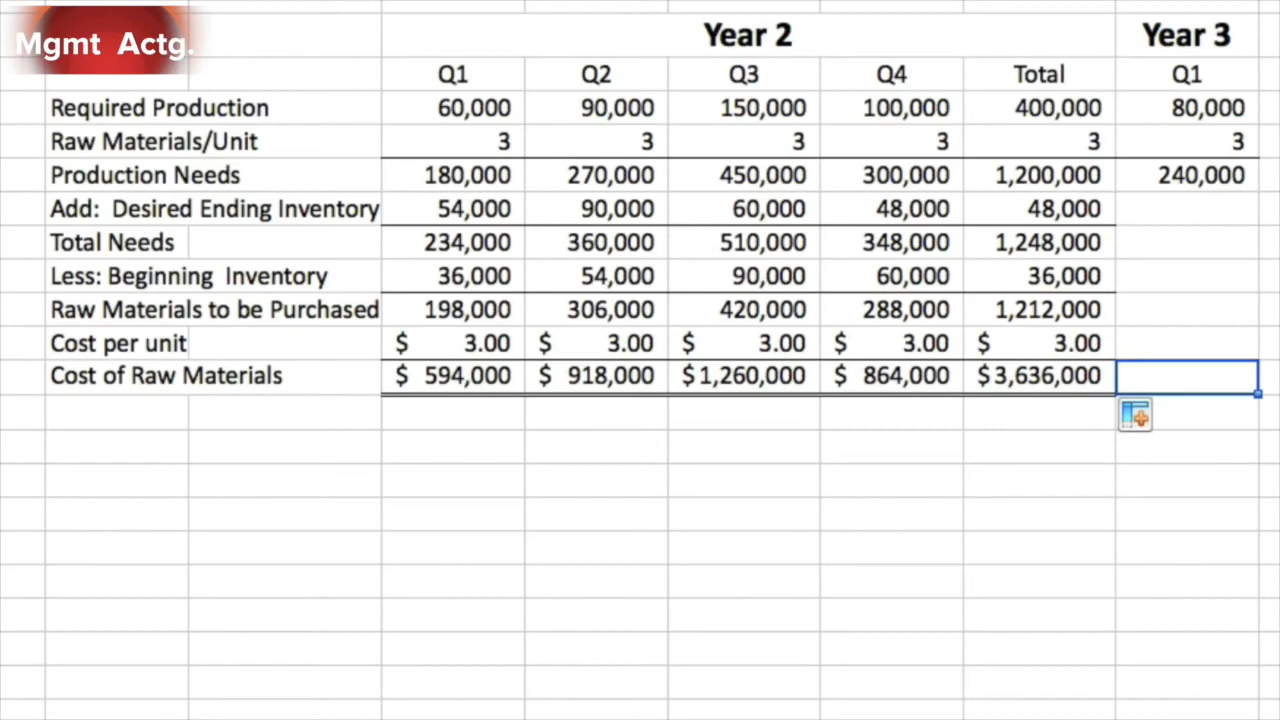 Mgmt Actg.
Year 2 Year 3
Q1 Q2 Q3 Q4 Total Q1
Required Production 60,000 90,000 150,000 100,000 400,000 80,000
Raw Materials/Unit 3 3 3 3 3 3
Production Needs 180,000 270,000 450,000 300,000 1,200,000 240,000
Add: Desired Ending Inventory 54,000 90,000 60,000 48,000 48,000
Total Needs 234,000 360,000 510,000 348,000 1,248,000
Less: Beginning Inventory 36,000 54,000 90,000 60,000 36,000
Raw Materials to be Purchased 198,000 306,000 420,000 288,000 1,212,000
Cost per unit $ 3.00 $ 3.00 $ 3.00 $ 3.00 $ 3.00
Cost of Raw Materials $ 594,000 $ 918,000 $1,260,000 $ 864,000 $3,636,000